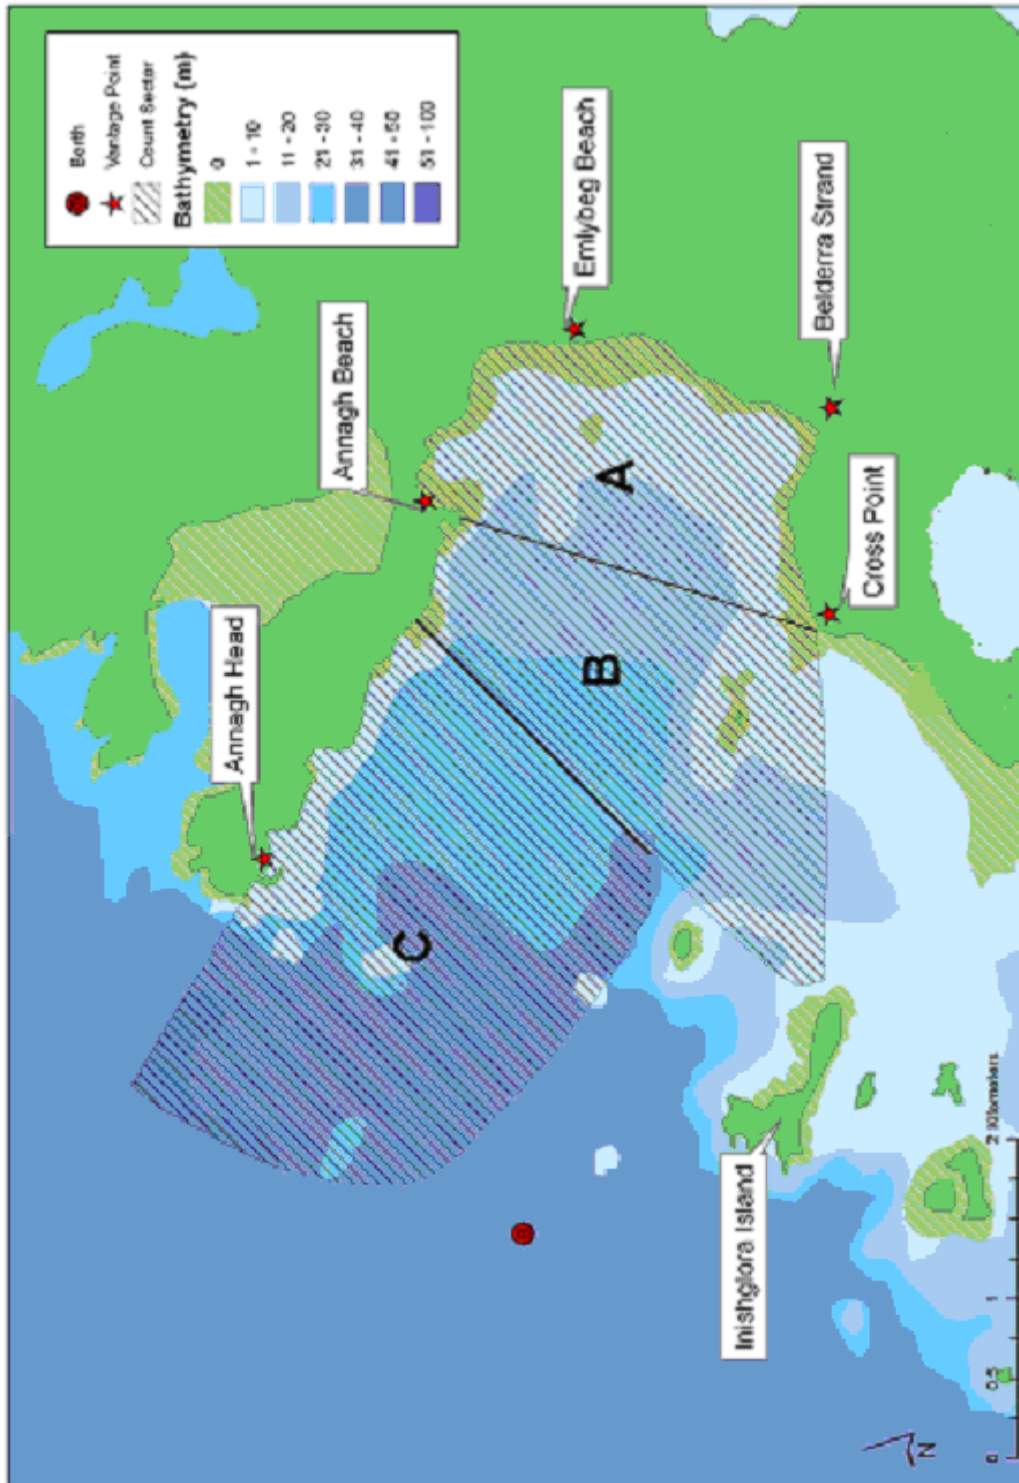 Berth
Vantage Point
Count Sector
Bathymetry (m)
0
1 - 10
11 - 20
21 - 30
31 - 40
41 - 50
51 - 100
Annagh Head
Annagh Beach
Emlybeg Beach
Belderra Strand
Cross Point
Inishglora Island
A
B
C
N
0 0.5 1 2 Kilometers